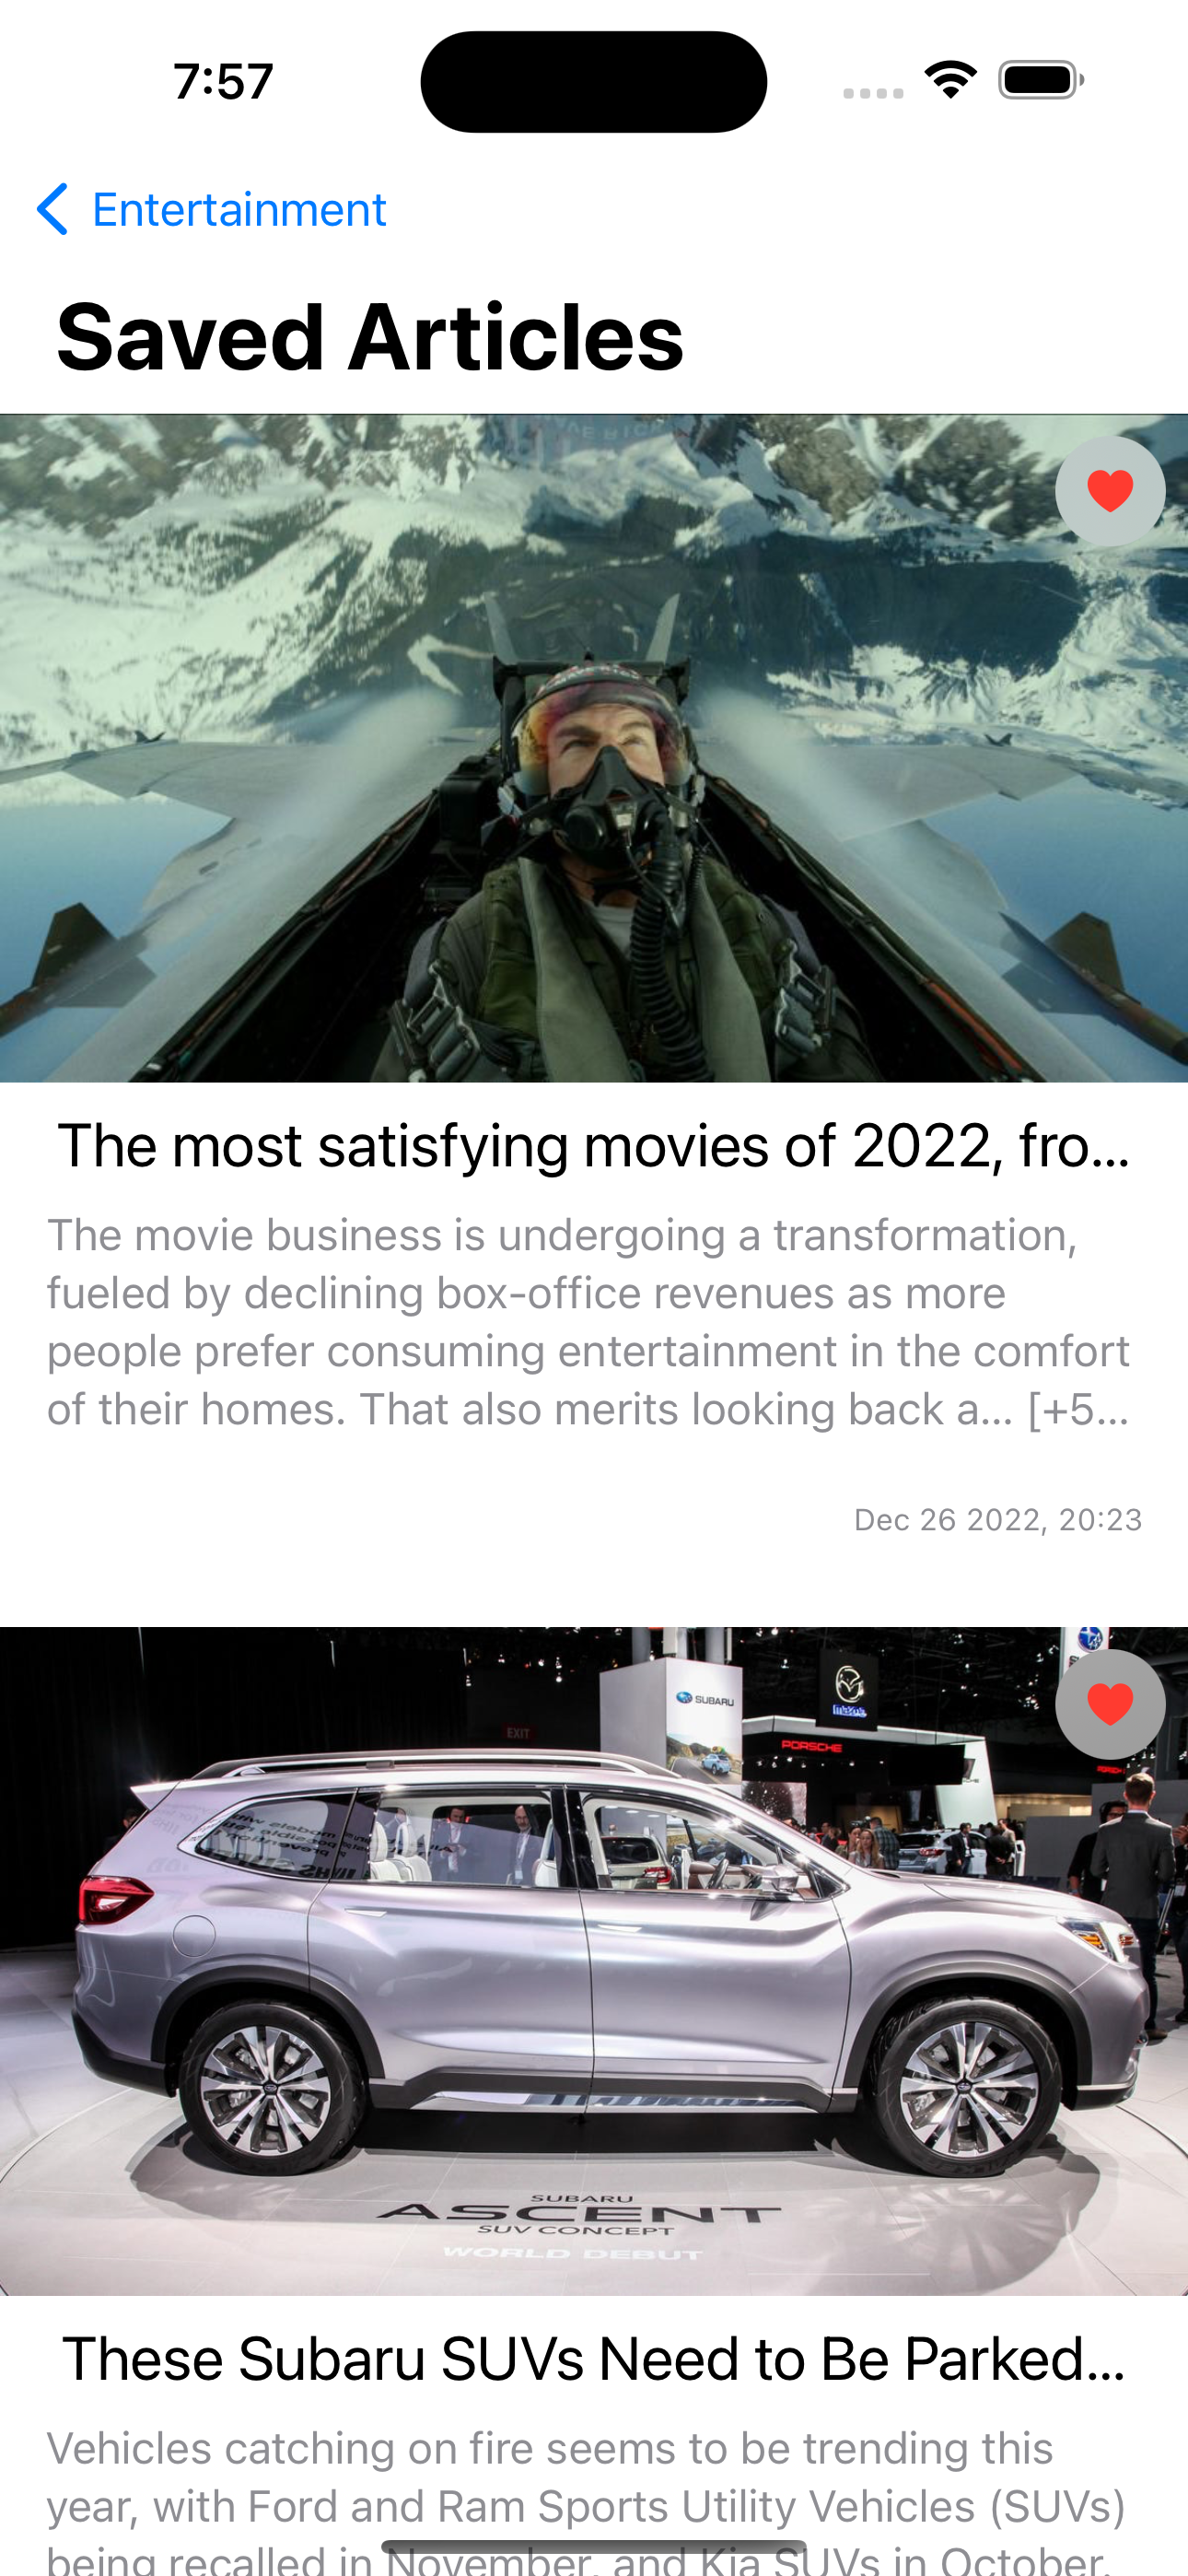 7:57
Entertainment
Saved Articles
The most satisfying movies of 2022, fro...
The movie business is undergoing a transformation,
fueled by declining box-office revenues as more
people prefer consuming entertainment in the comfort
of their homes. That also merits looking back a... [+5...
Dec 26 2022, 20:23
SUBARU
mazda
EXIT
PORSCHE
SUBARU
ASCENT
SUV CONCEPT
WORLD DEBUT
These Subaru SUVs Need to Be Parked...
Vehicles catching on fire seems to be trending this
year, with Ford and Ram Sports Utility Vehicles (SUVs)
being recalled in November, and Kia SUVs in October.